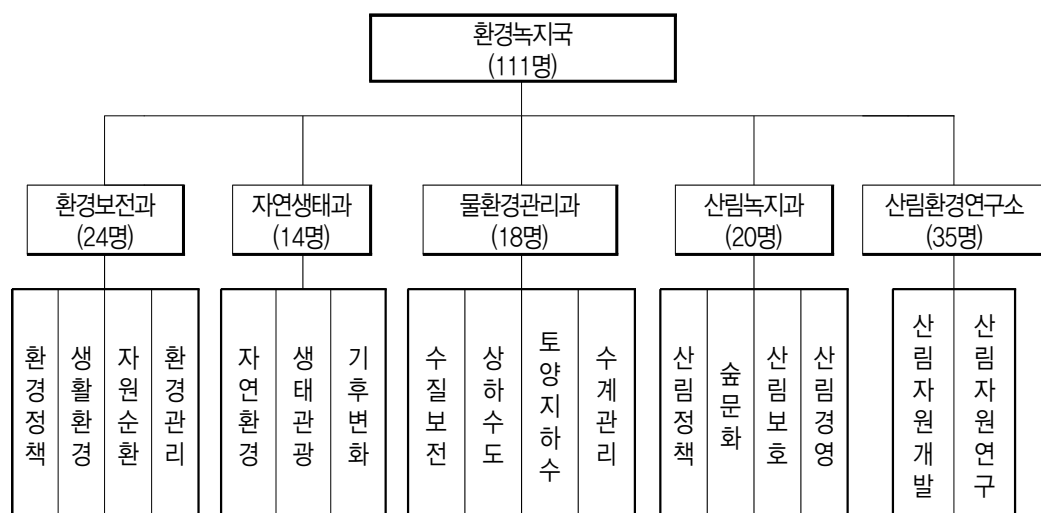 환경녹지국
(111명)
환경보전과
(24명)
자연생태과
(14명)
물환경관리과
(18명)
산림녹지과
(20명)
산림환경연구소
(35명)
환경정책
생활환경
자원순환
환경관리
자연환경
생태관광
기후변화
수질보전
상하수도
토양지하수
수계관리
산림정책
숲문화
산림보호
산림경영
산림자원개발
산림자원연구